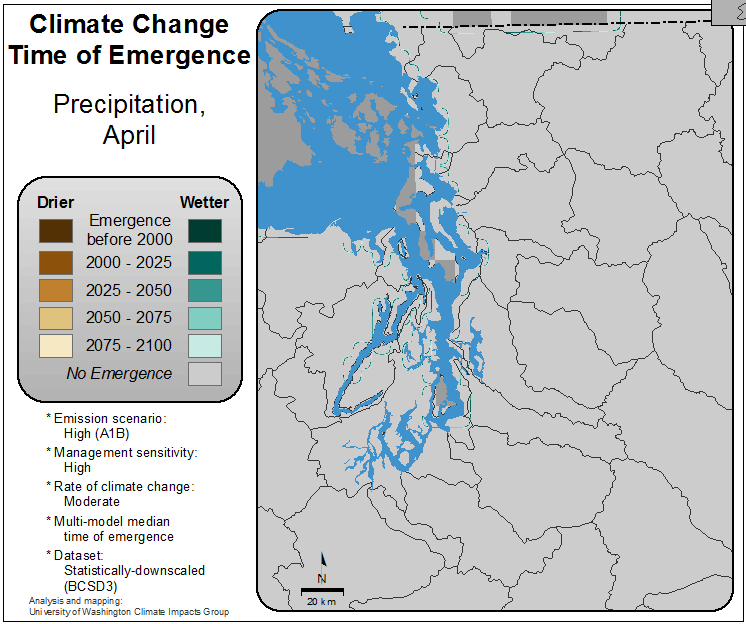 Climate Change
Time of Emergence
Precipitation,
April
Drier
Wetter
Emergence
before 2000
2000 - 2025
2025 - 2050
2050 - 2075
2075 - 2100
No Emergence
* Emission scenario:
High (A1B)
* Management sensitivity:
High
* Rate of climate change:
Moderate
* Multi-model median
time of emergence
* Dataset:
Statistically-downscaled
(BCSD3)
Analysis and mapping:
University of Washington Climate Impacts Group
N
20 km